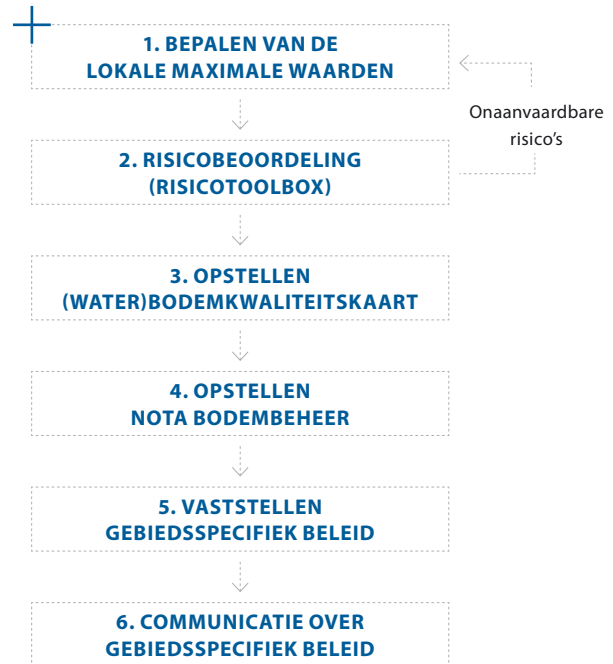 1. BEPALEN VAN DE
LOKALE MAXIMALE WAARDEN
Onaanvaardbare
risico's
2. RISICOBEOORDELING
(RISICOTOOLBOX)
3. OPSTELLEN
(WATER)BODEMKWALITEITSKAART
4. OPSTELLEN
NOTA BODEMBEHEER
5. VASTSTELLEN
GEBIEDSSPECIFIEK BELEID
6. COMMUNICATIE OVER
GEBIEDSSPECIFIEK BELEID